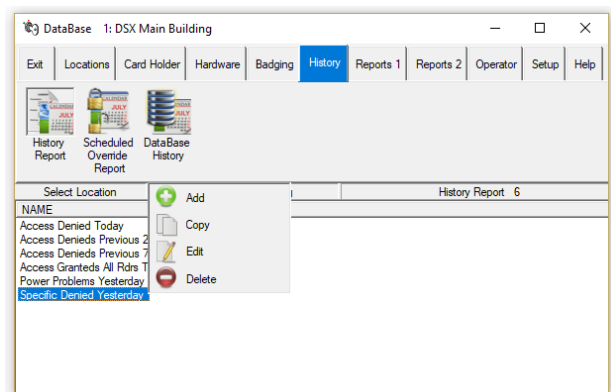 DataBase 1: DSX Main Building
Exit Locations Card Holder Hardware Badging History Reports 1 Reports 2 Operator Setup Help
History Report
Scheduled Override Report
DataBase History
Select Location History Report 6
NAME
Add
Copy
Edit
Delete
Access Denied Today
Access Denieds Previous 2
Access Denieds Previous 7
Access Granteds All Rdrs T
Power Problems Yesterday
Specific Denied Yesterday